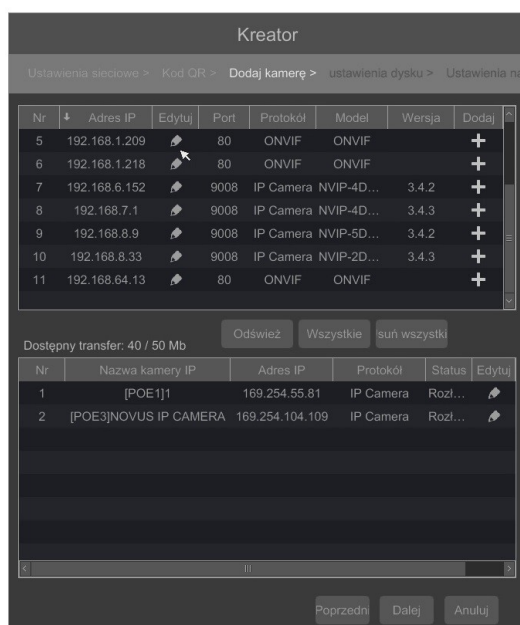 Kreator
Ustawienia sieciowe > Kod QR > Dodaj kamerę > ustawienia dysku > Ustawienia na
Nr Adres IP Edytuj Port Protokół Model Wersja Dodaj
5 192.168.1.209 80 ONVIF ONVIF
6 192.168.1.218 80 ONVIF ONVIF
7 192.168.6.152 9008 IP Camera NVIP-4D... 3.4.2
8 192.168.7.1 9008 IP Camera NVIP-4D... 3.4.3
9 192.168.8.9 9008 IP Camera NVIP-5D... 3.4.2
10 192.168.8.33 9008 IP Camera NVIP-2D... 3.4.3
11 192.168.64.13 80 ONVIF ONVIF
Odśwież Wszystkie suń wszystki
Dostępny transfer: 40 / 50 Mb
Nr Nazwa kamery IP Adres IP Protokół Status Edytuj
1 [POE1]1 169.254.55.81 IP Camera Rozł...
2 [POE3]NOVUS IP CAMERA 169.254.104.109 IP Camera Rozł...
Poprzedni Dalej Anuluj